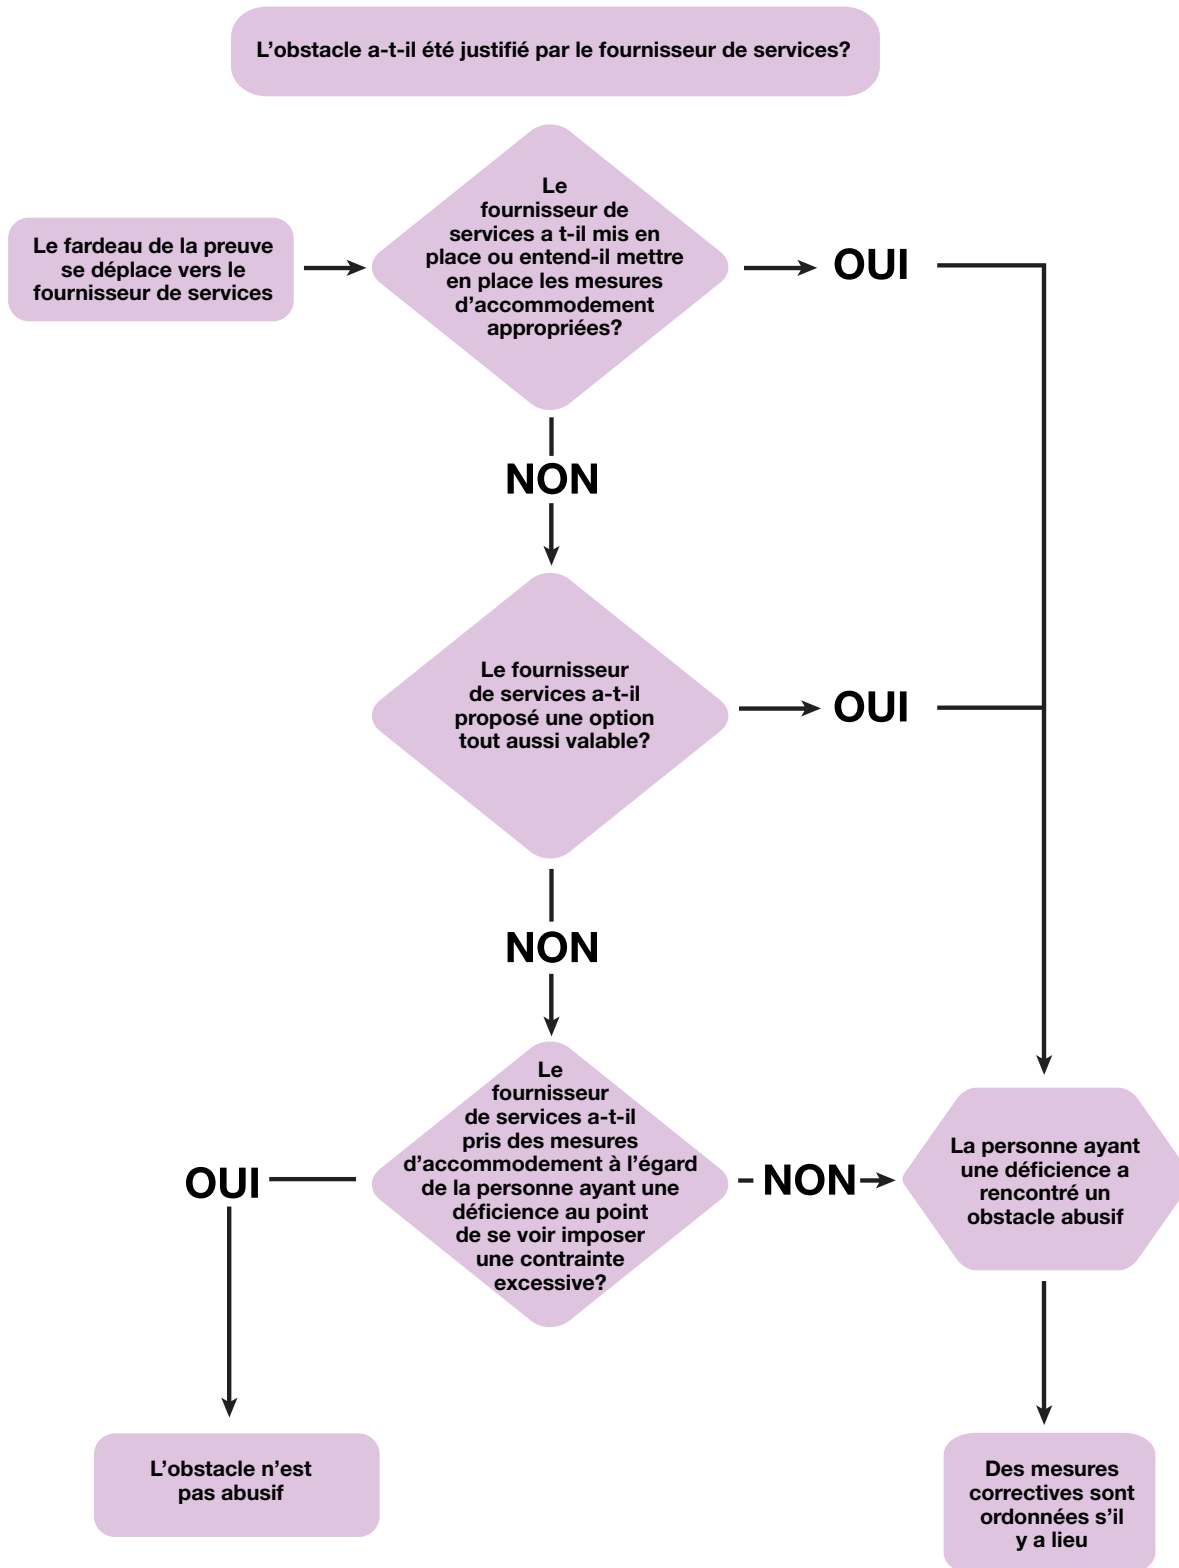 L'obstacle a-t-il été justifié par le fournisseur de services?
Le fardeau de la preuve
se déplace vers le
fournisseur de services
Le
fournisseur de
services a t-il mis en
place ou entend-il mettre
en place les mesures
d'accommodement
appropriées?
OUI
NON
Le fournisseur
de services a-t-il
proposé une option
tout aussi valable?
OUI
NON
Le
fournisseur
de services a-t-il
pris des mesures
d'accommodement à l'égard
de la personne ayant une
déficience au point
de se voir imposer
une contrainte
excessive?
OUI
NON
La personne ayant
une déficience a
rencontré un
obstacle abusif
L'obstacle n'est
pas abusif
Des mesures
correctives sont
ordonnées s'il
y a lieu